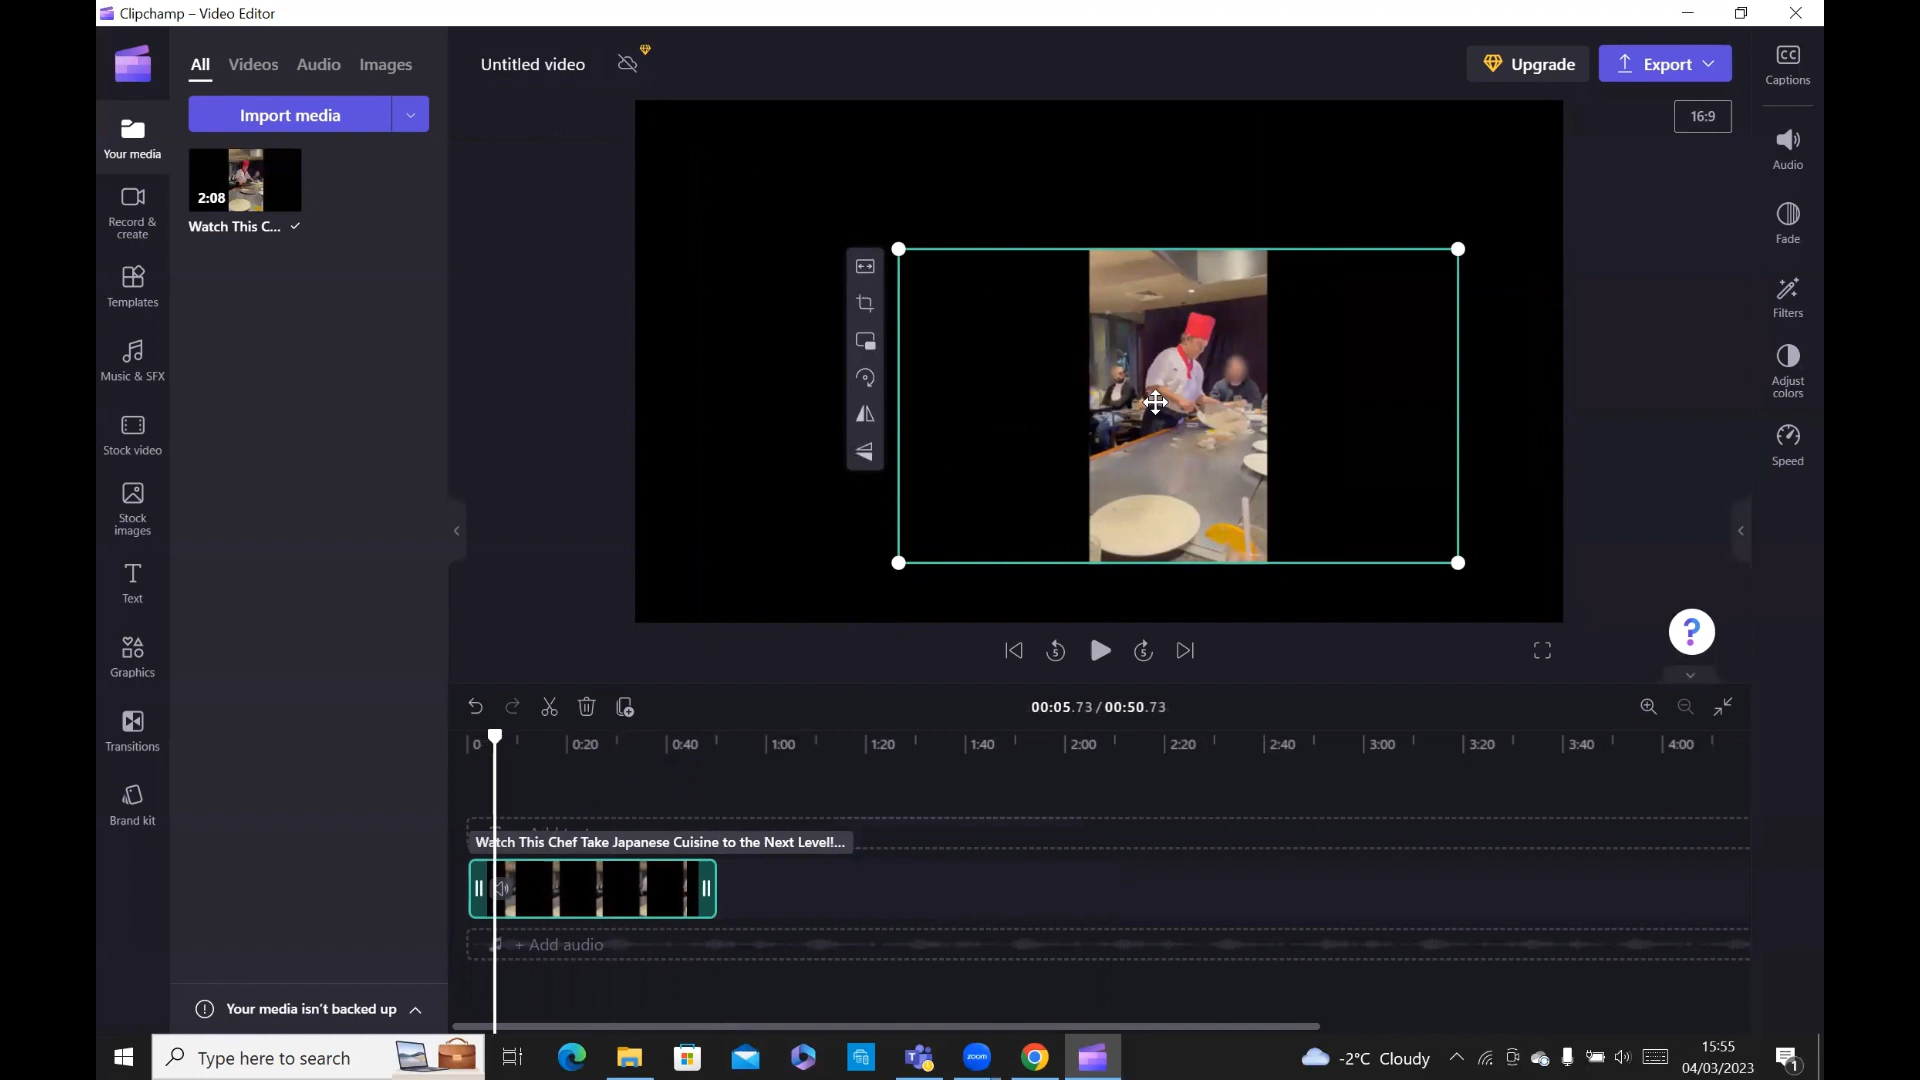 Clipchamp – Video Editor
All Videos Audio Images
Untitled video
Upgrade
Export
Captions
Import media
16:9
Your media
2:08
Watch This C...
Audio
Record &
create
Fade
Templates
Filters
Music & SFX
Adjust
colors
Stock video
Speed
Stock
images
Text
Graphics
?
5
5
00:05.73 / 00:50.73
Transitions
0 0:20 0:40 1:00 1:20 1:40 2:00 2:20 2:40 3:00 3:20 3:40 4:00
Brand kit
Watch This Chef Take Japanese Cuisine to the Next Level!...
+ Add audio
Your media isn't backed up
Type here to search
zoom
-2°C Cloudy
15:55
04/03/2023
1